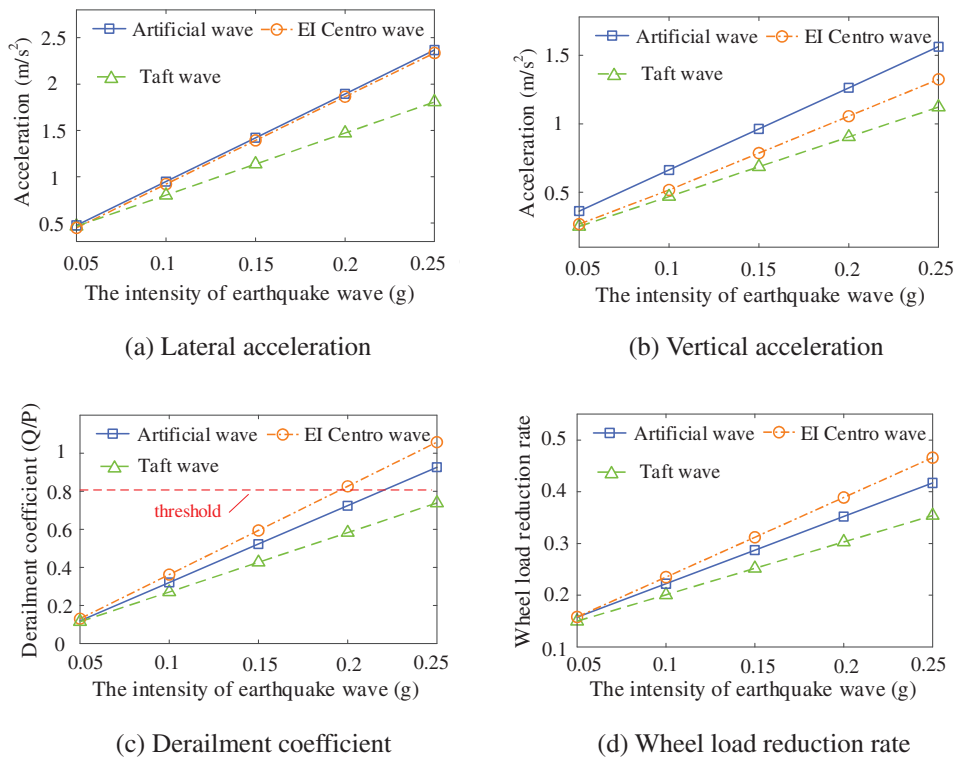 Acceleration (m/s²)
2.5
2
1.5
1
0.5
Artificial wave
EI Centro wave
Taft wave
0.05 0.1 0.15 0.2 0.25
The intensity of earthquake wave (g)
(a) Lateral acceleration
Acceleration (m/s²)
1.5
1
0.5
Artificial wave
EI Centro wave
Taft wave
0.05 0.1 0.15 0.2 0.25
The intensity of earthquake wave (g)
(b) Vertical acceleration
Derailment coefficient (Q/P)
1
0.8
0.6
0.4
0.2
0
Artificial wave
EI Centro wave
Taft wave
threshold
0.05 0.1 0.15 0.2 0.25
The intensity of earthquake wave (g)
(c) Derailment coefficient
Wheel load reduction rate
0.5
0.4
0.3
0.2
0.1
Artificial wave
EI Centro wave
Taft wave
0.05 0.1 0.15 0.2 0.25
The intensity of earthquake wave (g)
(d) Wheel load reduction rate